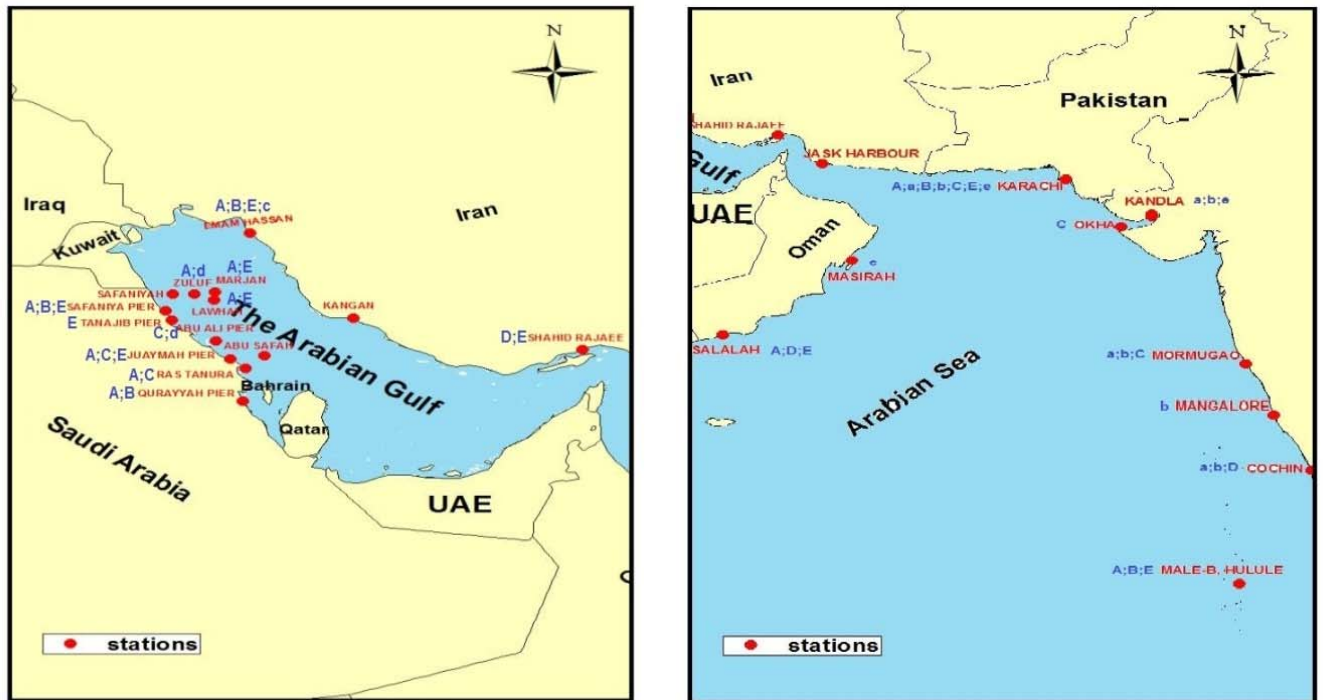 N
Iraq
Kuwait
Iran
A;B;E;c
EMAM HASSAN
A;d
ZULUF
A;E
MARJAN
SAFANIYAH
A;E
LAWHAH
A;B;E SAFANIYA PIER
E TANAJIB PIER
C;d
ABU ALI PIER
KANGAN
The Arabian Gulf
D;E SHAHID RAJAEE
A;C;E JUAYMAH PIER
ABU SAFAH
A;C RAS TANURA
Bahrain
A;B QURAYYAH PIER
Qatar
Saudi Arabia
UAE
stations
N
Iran
Pakistan
SHAHID RAJAEE
Gulf
JASK HARBOUR
A;a;B;b;C;E;e KARACHI
KANDLA a;b;e
UAE
Oman
C OKHA
MASIRAH
SALALAH A;D;E
Arabian Sea
a;b;C MORMUGAO
b MANGALORE
a;b;D COCHIN
A;B;E MALE-B, HULULE
stations